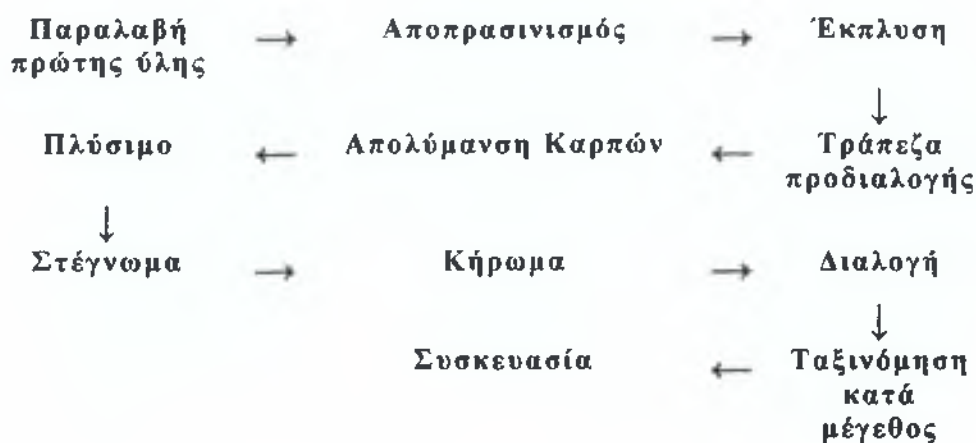 Παραλαβή πρώτης ύλης → Αποπρασινισμός → Έκπλυση
↓
Πλύσιμο ← Απολύμανση Καρπών ← Τράπεζα προδιαλογής
↓
Στέγνωμα → Κήρωμα → Διαλογή
↓
Συσκευασία ← Ταξινόμηση κατά μέγεθος